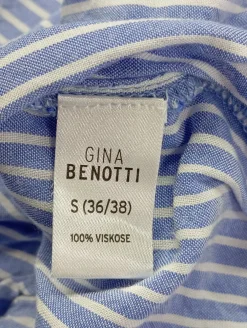 GINA
BENOTTI
S (36/38)
100% VISKOSE